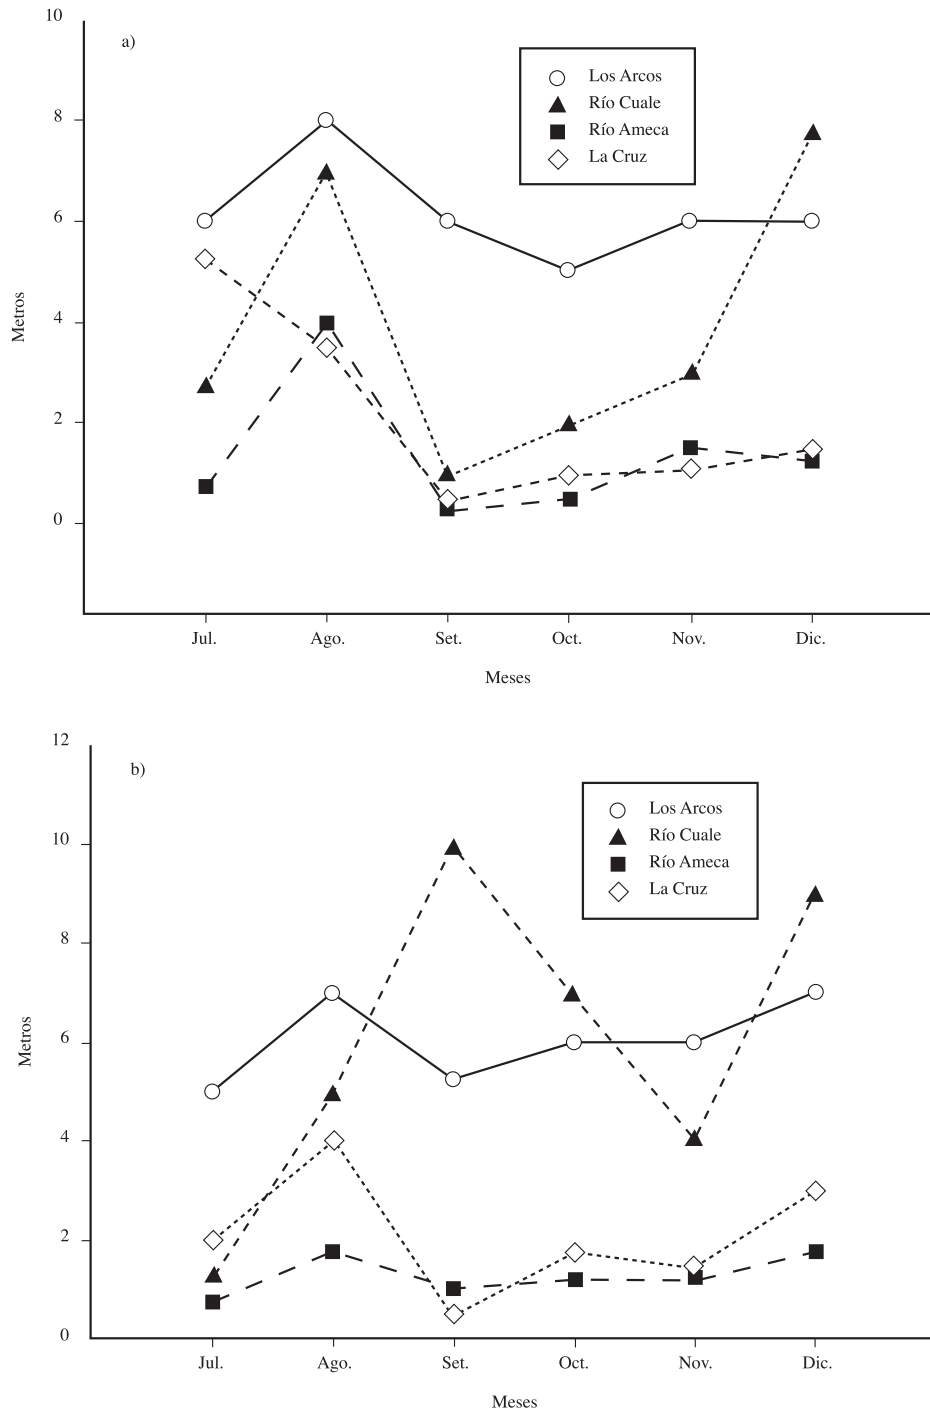 10
a)
Los Arcos
Río Cuale
Río Ameca
La Cruz
8
6
4
2
0
Metros
Jul. Ago. Set. Oct. Nov. Dic.
Meses
12
b)
Los Arcos
Río Cuale
Río Ameca
La Cruz
10
8
6
4
2
0
Metros
Jul. Ago. Set. Oct. Nov. Dic.
Meses